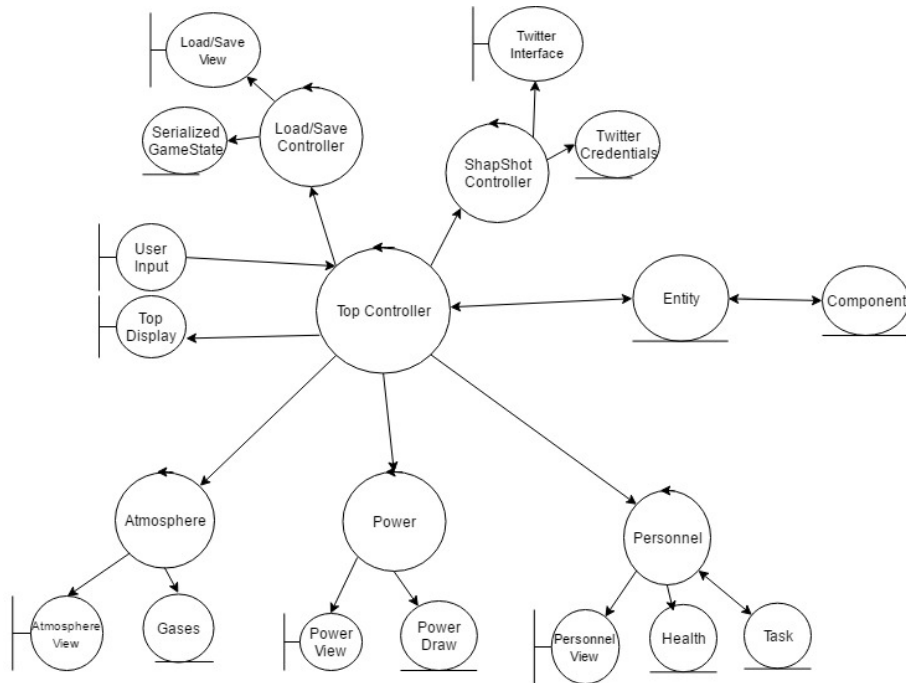 Load/Save
View
Twitter
Interface
Serialized
GameState
Load/Save
Controller
ShapShot
Controller
Twitter
Credentials
User
Input
Top
Display
Top Controller
Entity
Component
Atmosphere
Power
Personnel
Atmosphere
View
Gases
Power
View
Power
Draw
Personnel
View
Health
Task